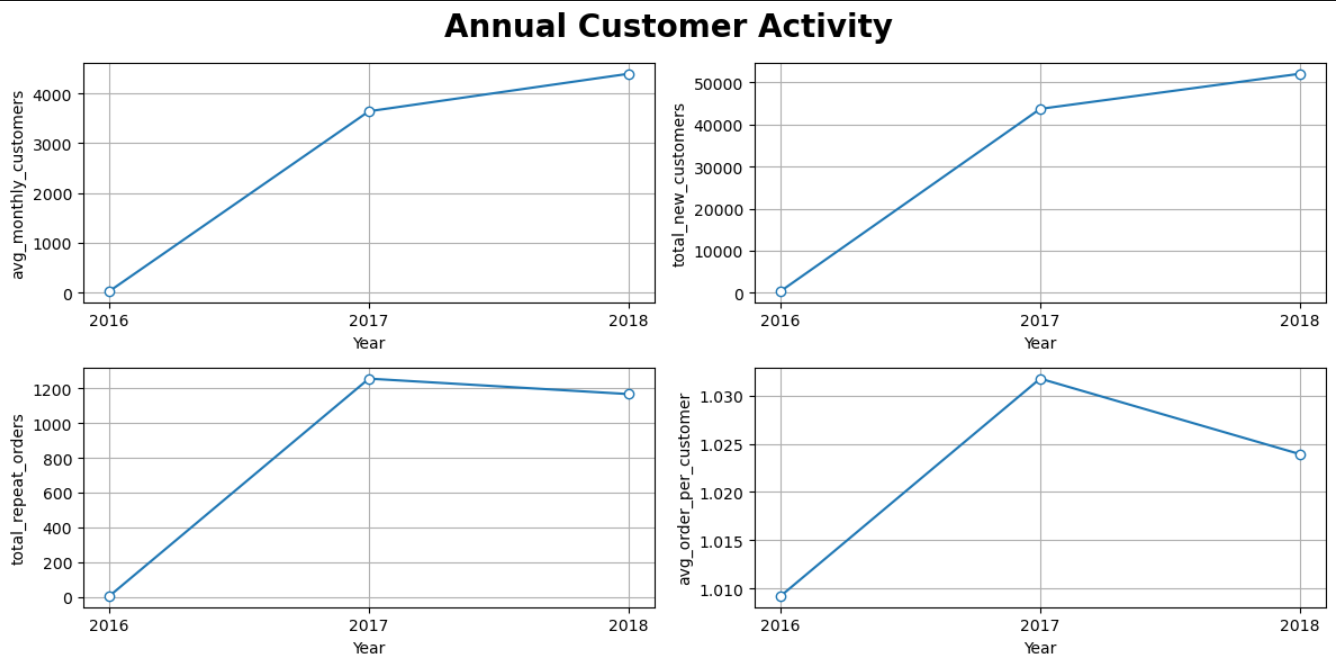 Annual Customer Activity
avg_monthly_customers
4000
3000
2000
1000
0
2016 2017 2018
Year
total_new_customers
50000
40000
30000
20000
10000
0
2016 2017 2018
Year
total_repeat_orders
1200
1000
800
600
400
200
0
2016 2017 2018
Year
avg_order_per_customer
1.030
1.025
1.020
1.015
1.010
2016 2017 2018
Year